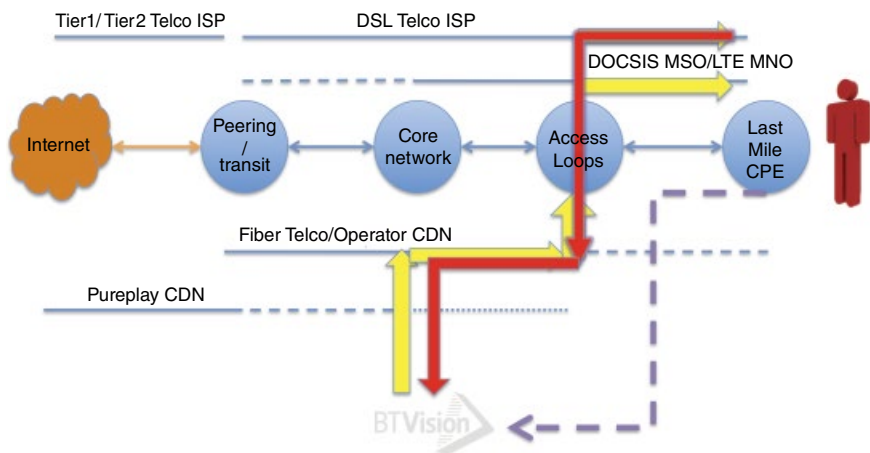 Tier1/ Tier2 Telco ISP
DSL Telco ISP
DOCSIS MSO/LTE MNO
Internet
Peering
/
transit
Core
network
Access
Loops
Last
Mile
CPE
Fiber Telco/Operator CDN
Pureplay CDN
BTVision